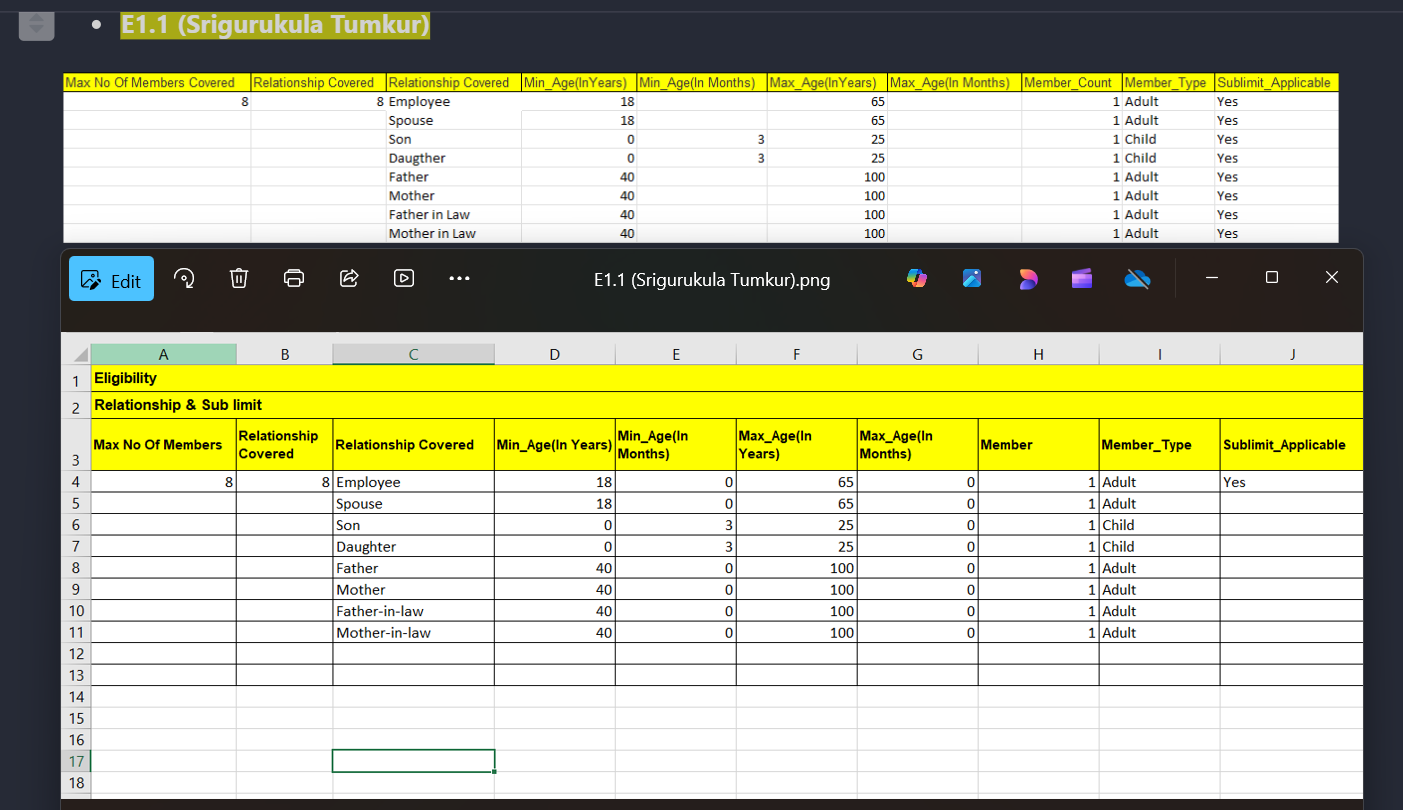 E1.1 (Srigurukula Tumkur)
Max No Of Members Covered Relationship Covered Relationship Covered Min_Age(InYears) Min_Age(In Months) Max_Age(InYears) Max_Age(In Months) Member_Count Member_Type Sublimit_Applicable
8 8 Employee 18 65 1 Adult Yes
Spouse 18 65 1 Adult Yes
Son 0 3 25 1 Child Yes
Daugther 0 3 25 1 Child Yes
Father 40 100 1 Adult Yes
Mother 40 100 1 Adult Yes
Father in Law 40 100 1 Adult Yes
Mother in Law 40 100 1 Adult Yes
Edit E1.1 (Srigurukula Tumkur).png
A B C D E F G H I J
1 Eligibility
2 Relationship & Sub limit
3 Max No Of Members Relationship Covered Relationship Covered Min_Age(In Years) Min_Age(In Months) Max_Age(In Years) Max_Age(In Months) Member Member_Type Sublimit_Applicable
4 8 8 Employee 18 0 65 0 1 Adult Yes
5 Spouse 18 0 65 0 1 Adult
6 Son 0 3 25 0 1 Child
7 Daughter 0 3 25 0 1 Child
8 Father 40 0 100 0 1 Adult
9 Mother 40 0 100 0 1 Adult
10 Father-in-law 40 0 100 0 1 Adult
11 Mother-in-law 40 0 100 0 1 Adult
12
13
14
15
16
17
18